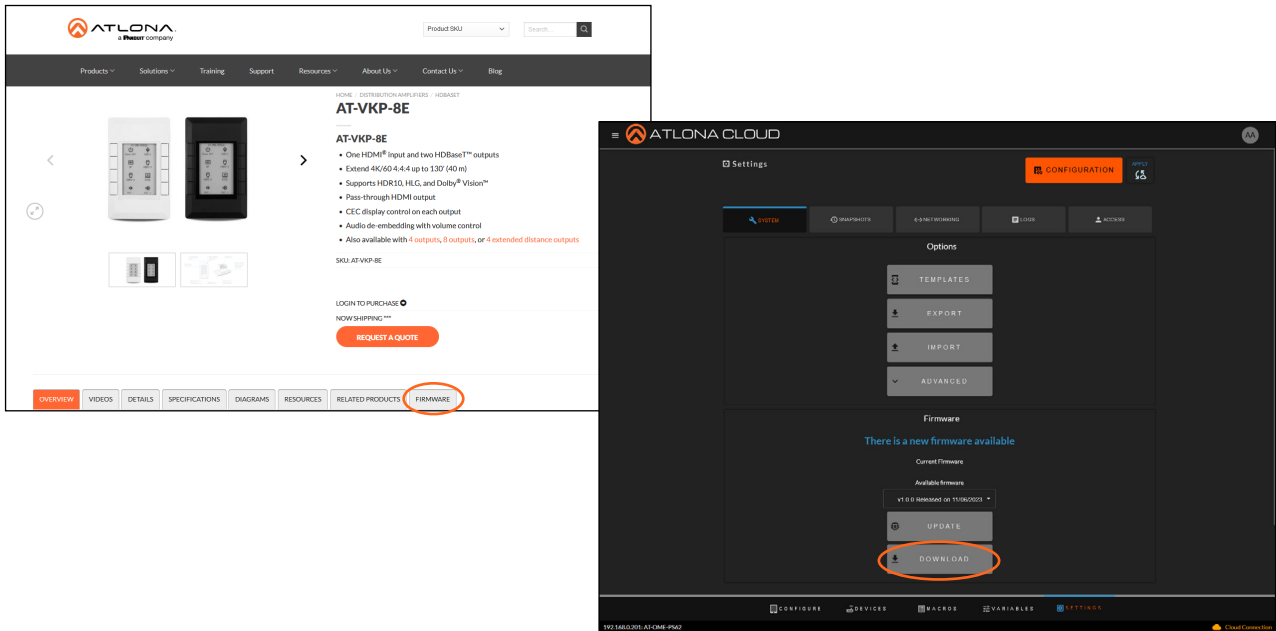 ATLONA.
a PANDUIT company
Product SKU
Search...
Products
Solutions
Training
Support
Resources
About Us
Contact Us
Blog
HOME / DISTRIBUTION AMPLIFIERS / HDBASET
AT-VKP-8E
AT-VKP-8E
• One HDMI® input and two HDBaseT™ outputs
• Extend 4K/60 4:4:4 up to 130' (40 m)
• Supports HDR10, HLG, and Dolby® Vision™
• Pass-through HDMI output
• CEC display control on each output
• Audio de-embedding with volume control
• Also available with 4 outputs, 8 outputs, or 4 extended distance outputs
SKU: AT-VKP-8E
LOGIN TO PURCHASE
NOW SHIPPING ***
REQUEST A QUOTE
OVERVIEW
VIDEOS
DETAILS
SPECIFICATIONS
DIAGRAMS
RESOURCES
RELATED PRODUCTS
FIRMWARE
ATLONA CLOUD
AA
Settings
CONFIGURATION
APPLY
SYSTEM
SNAPSHOTS
NETWORKING
LOGS
ACCESS
Options
TEMPLATES
EXPORT
IMPORT
ADVANCED
Firmware
There is a new firmware available
Current Firmware
Available firmware
v1.0.0 Released on 11/06/2023
UPDATE
DOWNLOAD
CONFIGURE
DEVICES
MACROS
VARIABLES
SETTINGS
192.168.0.201: AT-OME-PS62
Cloud Connection